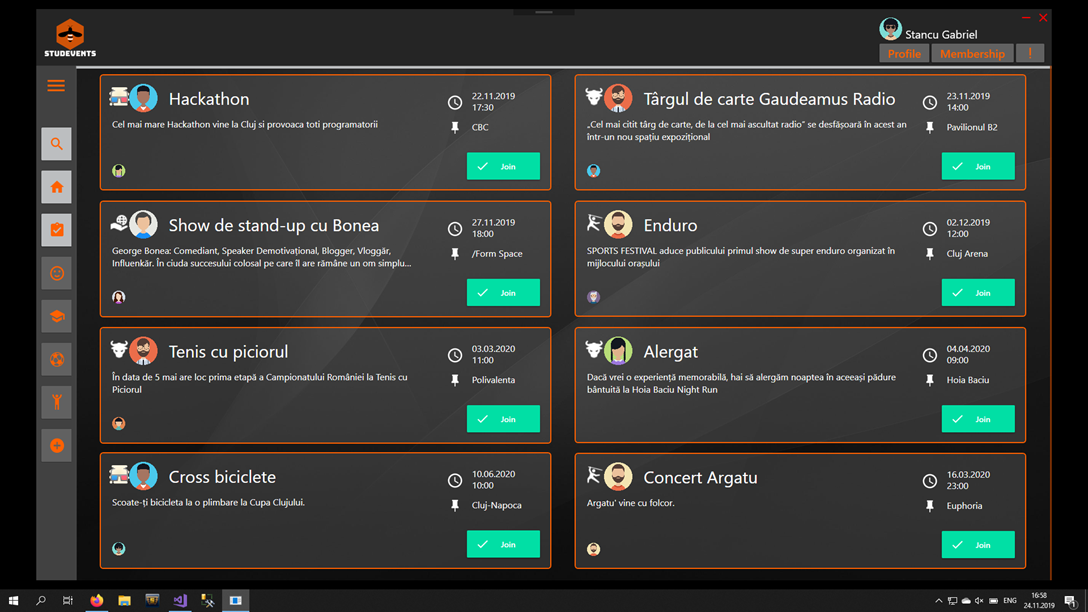 STUDEVENTS
Stancu Gabriel
Profile
Membership
!
Hackathon
22.11.2019
17:30
Cel mai mare Hackathon vine la Cluj si provoaca toti programatorii
CBC
Join
Târgul de carte Gaudeamus Radio
23.11.2019
14:00
„Cel mai citit târg de carte, de la cel mai ascultat radio” se desfășoară în acest an
într-un nou spațiu expozițional
Pavilionul B2
Join
Show de stand-up cu Bonea
27.11.2019
18:00
George Bonea: Comediant, Speaker Demotivațional, Blogger, Vloggăr,
Influenkăr. În ciuda succesului colosal pe care îl are rămâne un om simplu...
/Form Space
Join
Enduro
02.12.2019
12:00
SPORTS FESTIVAL aduce publicului primul show de super enduro organizat în
mijlocului orașului
Cluj Arena
Join
Tenis cu piciorul
03.03.2020
11:00
În data de 5 mai are loc prima etapă a Campionatului României la Tenis cu
Piciorul
Polivalenta
Join
Alergat
04.04.2020
09:00
Dacă vrei o experiență memorabilă, hai să alergăm noaptea în aceeași pădure
bântuită la Hoia Baciu Night Run
Hoia Baciu
Join
Cross biciclete
10.06.2020
10:00
Scoate-ți bicicleta la o plimbare la Cupa Clujului.
Cluj-Napoca
Join
Concert Argatu
16.03.2020
23:00
Argatu' vine cu folcor.
Euphoria
Join
ENG
16:58
24.11.2019